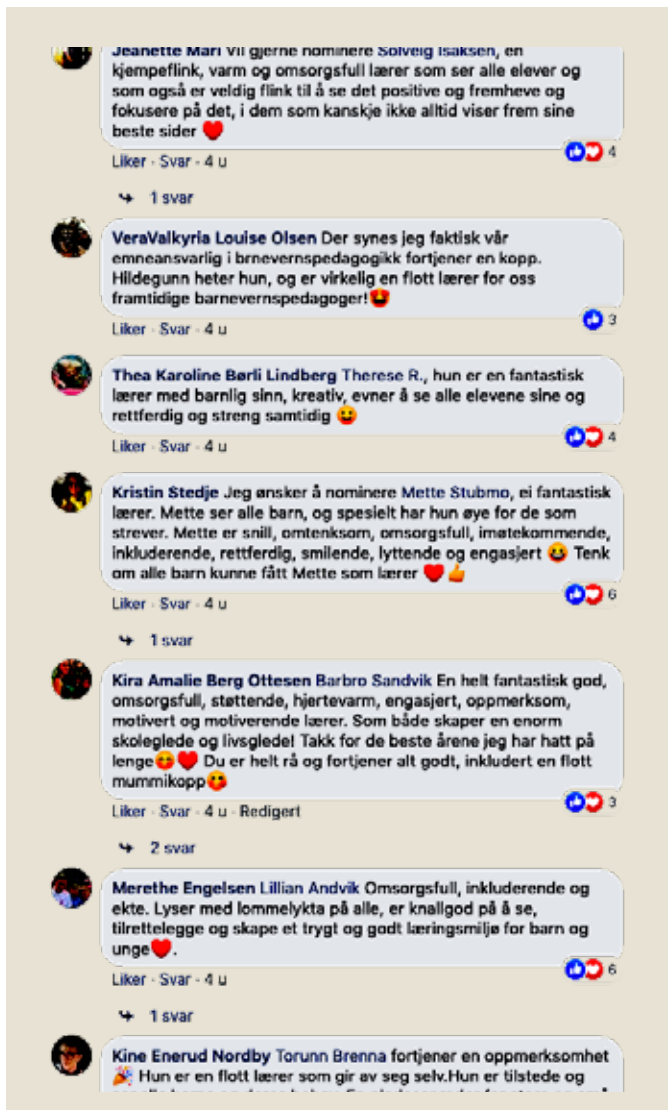 Jeanette Mari Vil gjerne nominere Solveig Isaksen, en
kjempeflink, varm og omsorgsfull lærer som ser alle elever og
som også er veldig flink til å se det positive og fremheve og
fokusere på det, i dem som kanskje ikke alltid viser frem sine
beste sider ❤️
4
Liker · Svar · 4 u
1 svar
VeraValkyria Louise Olsen Der synes jeg faktisk vår
emneansvarlig i brnevernspedagogikk fortjener en kopp.
Hildegunn heter hun, og er virkelig en flott lærer for oss
framtidige barnevernspedagoger!🤩
3
Liker · Svar · 4 u
Thea Karoline Børli Lindberg Therese R., hun er en fantastisk
lærer med barnlig sinn, kreativ, evner å se alle elevene sine og
rettferdig og streng samtidig 😆
4
Liker · Svar · 4 u
Kristin Stedje Jeg ønsker å nominere Mette Stubmo, ei fantastisk
lærer. Mette ser alle barn, og spesielt har hun øye for de som
strever. Mette er snill, omtenksom, omsorgsfull, imøtekommende,
inkluderende, rettferdig, smilende, lyttende og engasjert 😆 Tenk
om alle barn kunne fått Mette som lærer ❤️👍
6
Liker · Svar · 4 u
1 svar
Kira Amalie Berg Ottesen Barbro Sandvik En helt fantastisk god,
omsorgsfull, støttende, hjertevarm, engasjert, oppmerksom,
motivert og motiverende lærer. Som både skaper en enorm
skoleglede og livsglede! Takk for de beste årene jeg har hatt på
lenge😊❤️ Du er helt rå og fortjener alt godt, inkludert en flott
mummikopp😋
3
Liker · Svar · 4 u · Redigert
2 svar
Merethe Engelsen Lillian Andvik Omsorgsfull, inkluderende og
ekte. Lyser med lommelykta på alle, er knallgod på å se,
tilrettelegge og skape et trygt og godt læringsmiljø for barn og
unge❤️.
6
Liker · Svar · 4 u
1 svar
Kine Enerud Nordby Torunn Brenna fortjener en oppmerksomhet
🎉 Hun er en flott lærer som gir av seg selv.Hun er tilstede og